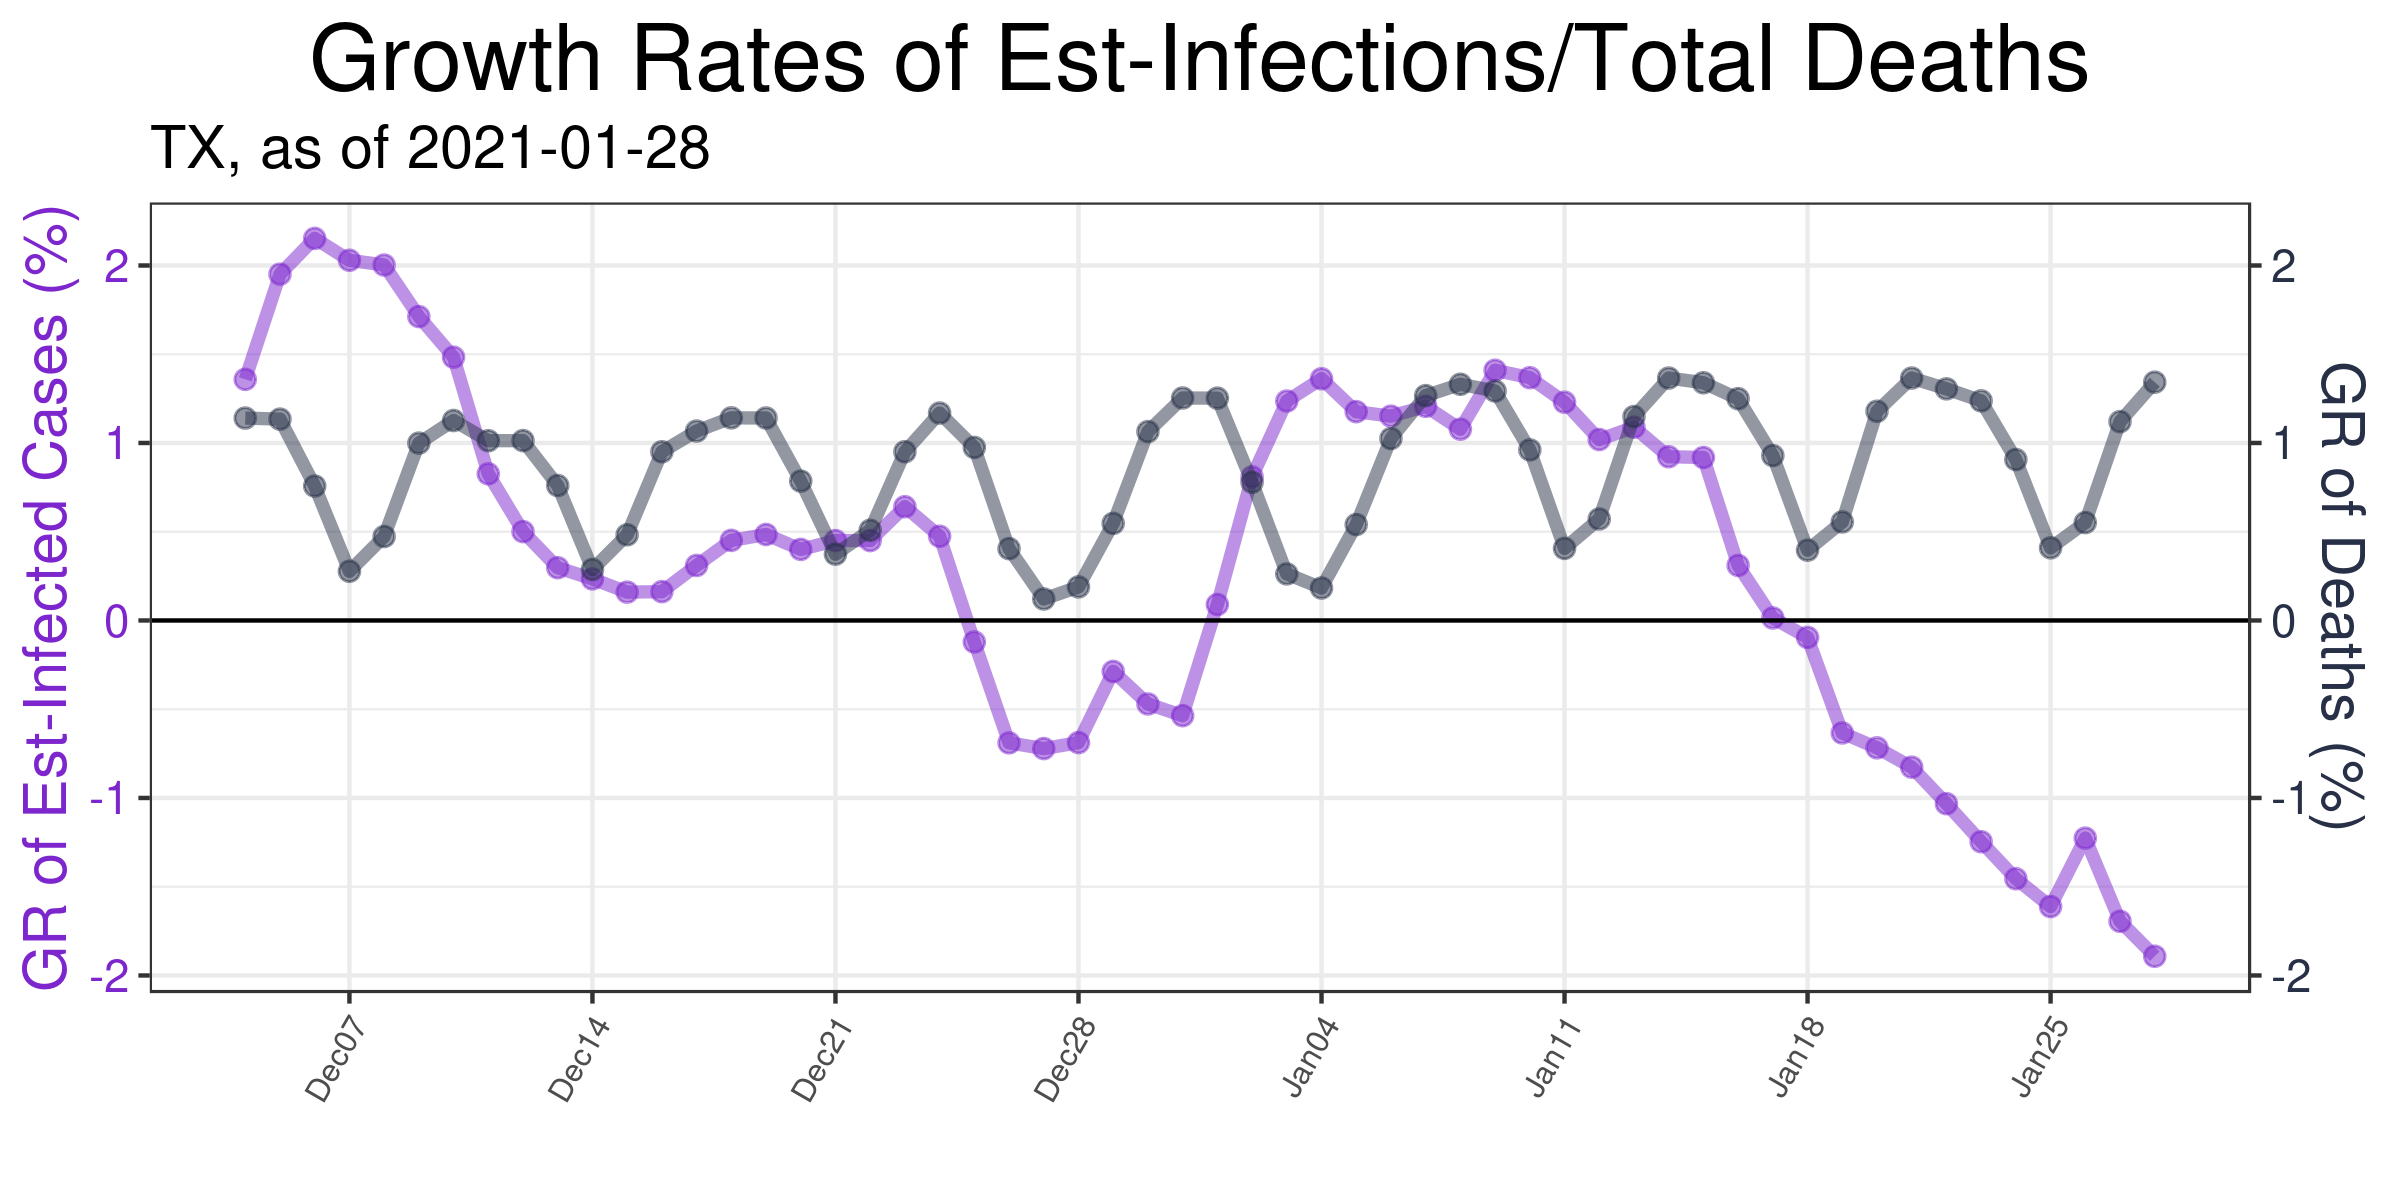 Growth Rates of Est-Infections/Total Deaths
TX, as of 2021-01-28
GR of Est-Infected Cases (%)
2
1
0
-1
-2
2
1
0
-1
-2
GR of Deaths (%)
Dec07
Dec14
Dec21
Dec28
Jan04
Jan11
Jan18
Jan25